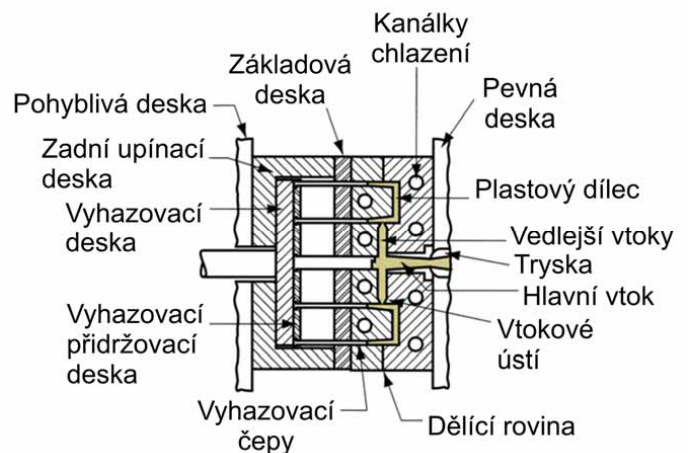 Kanálky
chlazení
Základová
deska
Pevná
deska
Pohyblivá deska
Zadní upínací
deska
Plastový dílec
Vyhazovací
deska
Vedlejší vtoky
Tryska
Hlavní vtok
Vyhazovací
přidržovací
deska
Vtokové
ústí
Vyhazovací
čepy
Dělící rovina